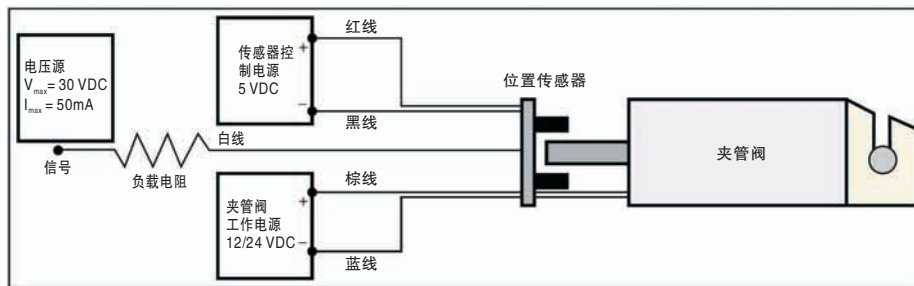 电压源
Vmax= 30 VDC
Imax = 50mA
信号
负载电阻
白线
传感器控
制电源
5 VDC
+
−
红线
黑线
夹管阀
工作电源
12/24 VDC
+
−
棕线
蓝线
位置传感器
夹管阀